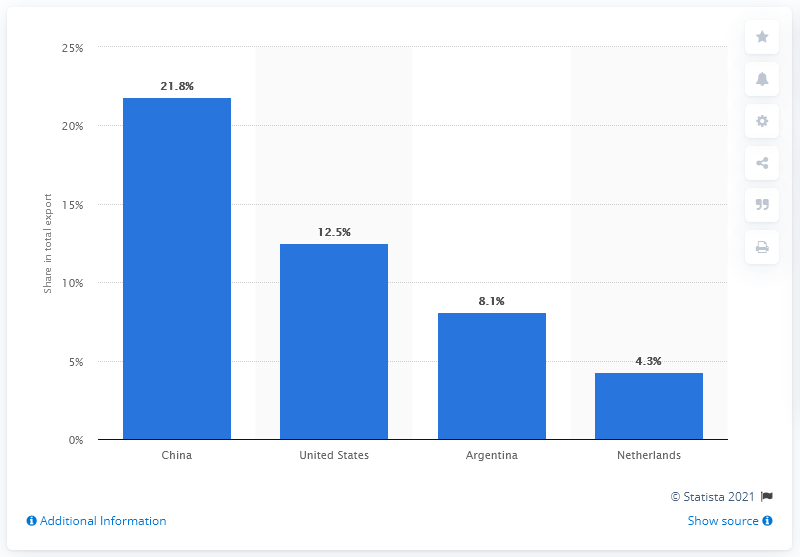 25%
20%
15%
10%
5%
0%
Share in total export
21.8%
12.5%
8.1%
4.3%
China
United States
Argentina
Netherlands
© Statista 2021
Additional Information
Show source